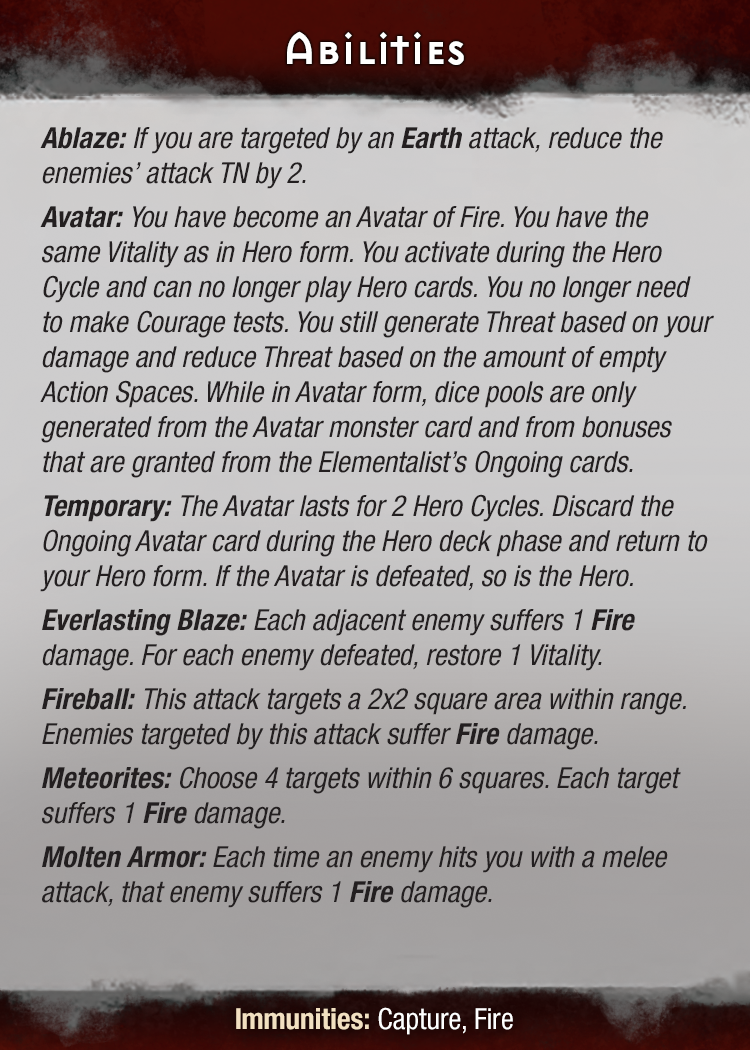 Abilities
Ablaze: If you are targeted by an Earth attack, reduce the
enemies’ attack TN by 2.
Avatar: You have become an Avatar of Fire. You have the
same Vitality as in Hero form. You activate during the Hero
Cycle and can no longer play Hero cards. You no longer need
to make Courage tests. You still generate Threat based on your
damage and reduce Threat based on the amount of empty
Action Spaces. While in Avatar form, dice pools are only
generated from the Avatar monster card and from bonuses
that are granted from the Elementalist’s Ongoing cards.
Temporary: The Avatar lasts for 2 Hero Cycles. Discard the
Ongoing Avatar card during the Hero deck phase and return to
your Hero form. If the Avatar is defeated, so is the Hero.
Everlasting Blaze: Each adjacent enemy suffers 1 Fire
damage. For each enemy defeated, restore 1 Vitality.
Fireball: This attack targets a 2x2 square area within range.
Enemies targeted by this attack suffer Fire damage.
Meteorites: Choose 4 targets within 6 squares. Each target
suffers 1 Fire damage.
Molten Armor: Each time an enemy hits you with a melee
attack, that enemy suffers 1 Fire damage.
Immunities: Capture, Fire